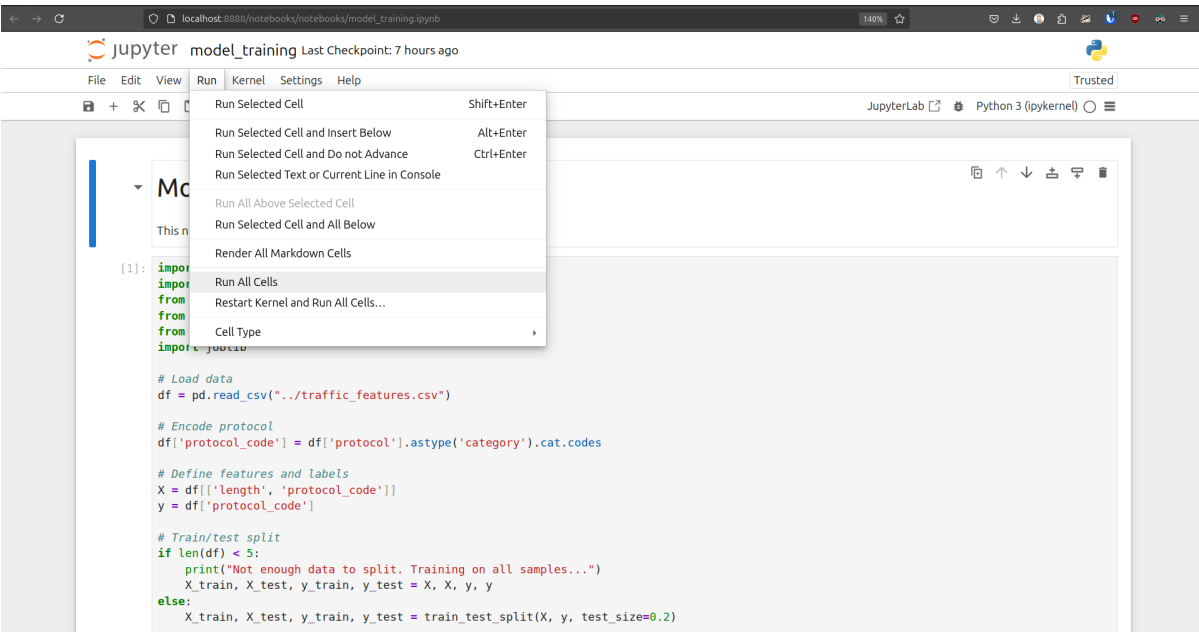 localhost:8888/notebooks/notebooks/model_training.ipynb 140%
jupyter model_training Last Checkpoint: 7 hours ago
File Edit View Run Kernel Settings Help Trusted
JupyterLab Python 3 (ipykernel)
Run Selected Cell Shift+Enter
Run Selected Cell and Insert Below Alt+Enter
Run Selected Cell and Do not Advance Ctrl+Enter
Run Selected Text or Current Line in Console
Run All Above Selected Cell
Run Selected Cell and All Below
Render All Markdown Cells
Run All Cells
Restart Kernel and Run All Cells…
Cell Type
Mo
This n
[1]: impor
impor
from
from
from
import joblib
# Load data
df = pd.read_csv("../traffic_features.csv")
# Encode protocol
df['protocol_code'] = df['protocol'].astype('category').cat.codes
# Define features and labels
X = df[['length', 'protocol_code']]
y = df['protocol_code']
# Train/test split
if len(df) < 5:
    print("Not enough data to split. Training on all samples...")
    X_train, X_test, y_train, y_test = X, X, y, y
else:
    X_train, X_test, y_train, y_test = train_test_split(X, y, test_size=0.2)